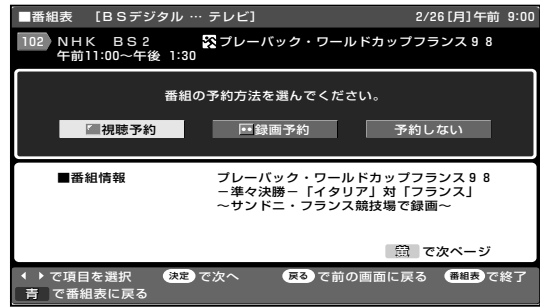 ■番組表 [BSデジタル … テレビ] 2/26[月]午前 9:00
102 NHK BS2 プレーバック・ワールドカップフランス98
午前11:00～午後 1:30
番組の予約方法を選んでください。
視聴予約 録画予約 予約しない
■番組情報 プレーバック・ワールドカップフランス98
－準々決勝－「イタリア」対「フランス」
～サンドニ・フランス競技場で録画～
黄 で次ページ
で項目を選択 決定 で次へ 戻る で前の画面に戻る 番組表 で終了
青 で番組表に戻る